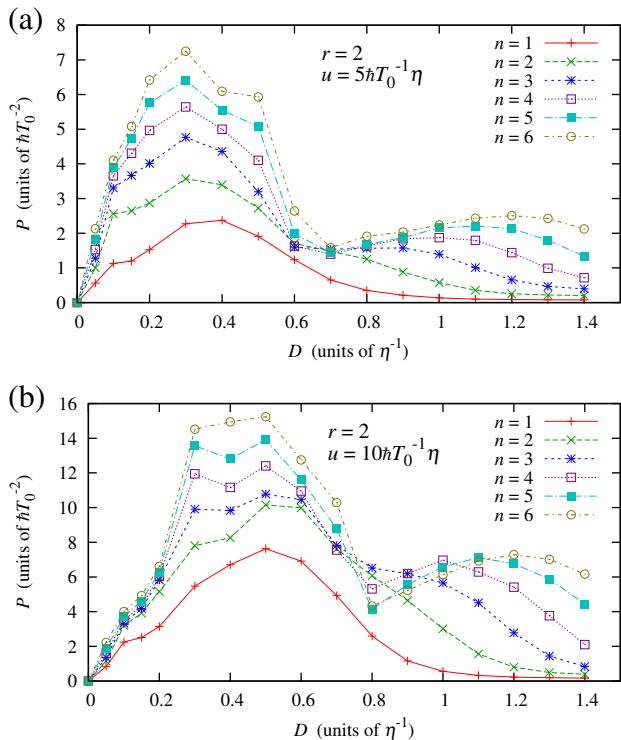 (a)
8
7
6
5
4
3
2
1
0
P (units of ħT₀⁻²)
r = 2
u = 5ħT₀⁻¹η
n = 1
n = 2
n = 3
n = 4
n = 5
n = 6
0 0.2 0.4 0.6 0.8 1.0 1.2 1.4
D (units of η⁻¹)
(b)
16
14
12
10
8
6
4
2
0
P (units of ħT₀⁻²)
r = 2
u = 10ħT₀⁻¹η
n = 1
n = 2
n = 3
n = 4
n = 5
n = 6
0 0.2 0.4 0.6 0.8 1.0 1.2 1.4
D (units of η⁻¹)